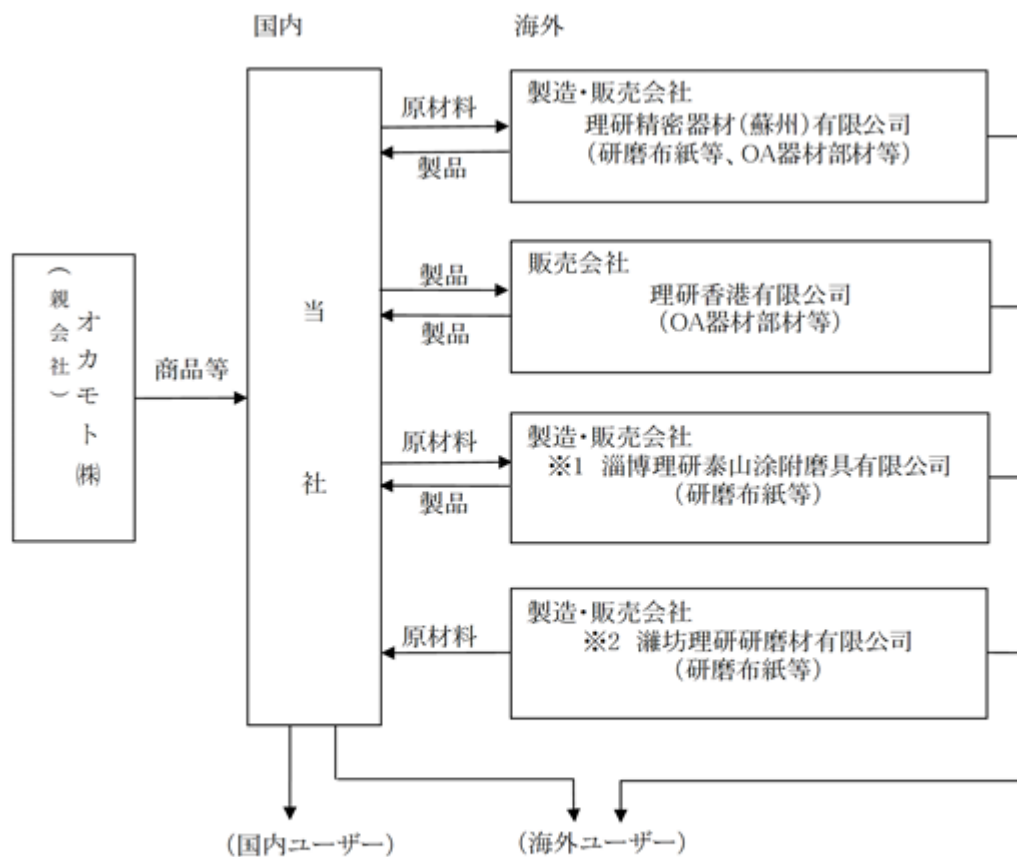 国内
海外
原材料
製品
製造・販売会社
理研精密器材(蘇州)有限公司
(研磨布紙等、OA器材部材等)
製品
製品
販売会社
理研香港有限公司
(OA器材部材等)
オカモト㈱
(親会社)
商品等
当社
原材料
製品
製造・販売会社
※1 淄博理研泰山涂附磨具有限公司
(研磨布紙等)
原材料
製造・販売会社
※2 濰坊理研研磨材有限公司
(研磨布紙等)
(国内ユーザー)
(海外ユーザー)